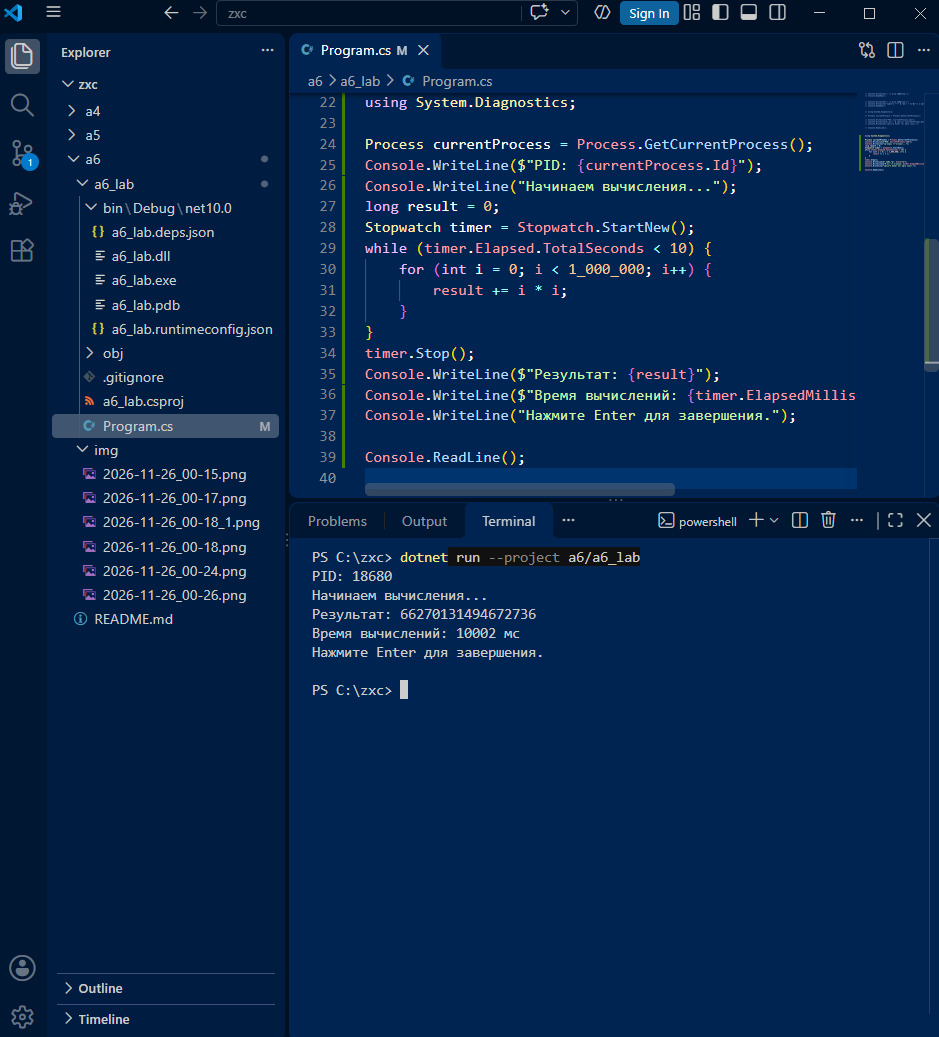 zxc
Sign In
Explorer
zxc
a4
a5
a6
a6_lab
bin\Debug\net10.0
{} a6_lab.deps.json
a6_lab.dll
a6_lab.exe
a6_lab.pdb
{} a6_lab.runtimeconfig.json
obj
.gitignore
a6_lab.csproj
Program.cs M
img
2026-11-26_00-15.png
2026-11-26_00-17.png
2026-11-26_00-18_1.png
2026-11-26_00-18.png
2026-11-26_00-24.png
2026-11-26_00-26.png
README.md
Outline
Timeline
1
Program.cs M
a6 > a6_lab > Program.cs
22 using System.Diagnostics;
23
24 Process currentProcess = Process.GetCurrentProcess();
25 Console.WriteLine($"PID: {currentProcess.Id}");
26 Console.WriteLine("Начинаем вычисления...");
27 long result = 0;
28 Stopwatch timer = Stopwatch.StartNew();
29 while (timer.Elapsed.TotalSeconds < 10) {
30 for (int i = 0; i < 1_000_000; i++) {
31 result += i * i;
32 }
33 }
34 timer.Stop();
35 Console.WriteLine($"Результат: {result}");
36 Console.WriteLine($"Время вычислений: {timer.ElapsedMillis
37 Console.WriteLine("Нажмите Enter для завершения.");
38
39 Console.ReadLine();
40
Problems Output Terminal powershell
PS C:\zxc> dotnet run --project a6/a6_lab
PID: 18680
Начинаем вычисления...
Результат: 66270131494672736
Время вычислений: 10002 мс
Нажмите Enter для завершения.
PS C:\zxc>